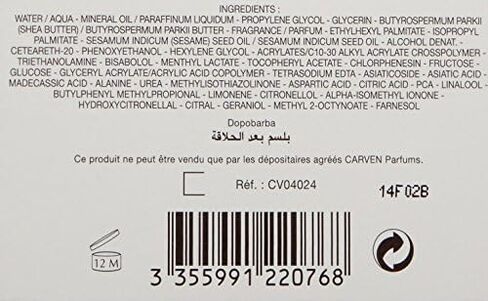 INGREDIENTS :
WATER / AQUA - MINERAL OIL / PARAFFINUM LIQUIDUM - PROPYLENE GLYCOL - GLYCERIN - BUTYROSPERMUM PARKII
(SHEA BUTTER) / BUTYROSPERMUM PARKII BUTTER - FRAGRANCE / PARFUM - ETHYLHEXYL PALMITATE - ISOPROPYL
PALMITATE - SESAMUM INDICUM (SESAME) SEED OIL / SESAMUM INDICUM SEED OIL - ALCOHOL DENAT. -
CETEARETH-20 - PHENOXYETHANOL - HEXYLENE GLYCOL - ACRYLATES/C10-30 ALKYL ACRYLATE CROSSPOLYMER -
TRIETHANOLAMINE - BISABOLOL - MENTHYL LACTATE - TOCOPHERYL ACETATE - CHLORPHENESIN - FRUCTOSE -
GLUCOSE - GLYCERYL ACRYLATE/ACRYLIC ACID COPOLYMER - TETRASODIUM EDTA - ASIATICOSIDE - ASIATIC ACID -
MADECASSIC ACID - ALANINE - UREA - METHYLISOTHIAZOLINONE - ASPARTIC ACID - CITRIC ACID - PCA - LINALOOL -
BUTYLPHENYL METHYLPROPIONAL - LIMONENE - CITRONELLOL - ALPHA-ISOMETHYL IONONE -
HYDROXYCITRONELLAL - CITRAL - GERANIOL - METHYL 2-OCTYNOATE - FARNESOL
Dopobarba
بلسم بعد الحلاقة
Ce produit ne peut être vendu que par les dépositaires agréés CARVEN Parfums.
Réf. : CV04024
14F02B
12 M
3 355991 220768